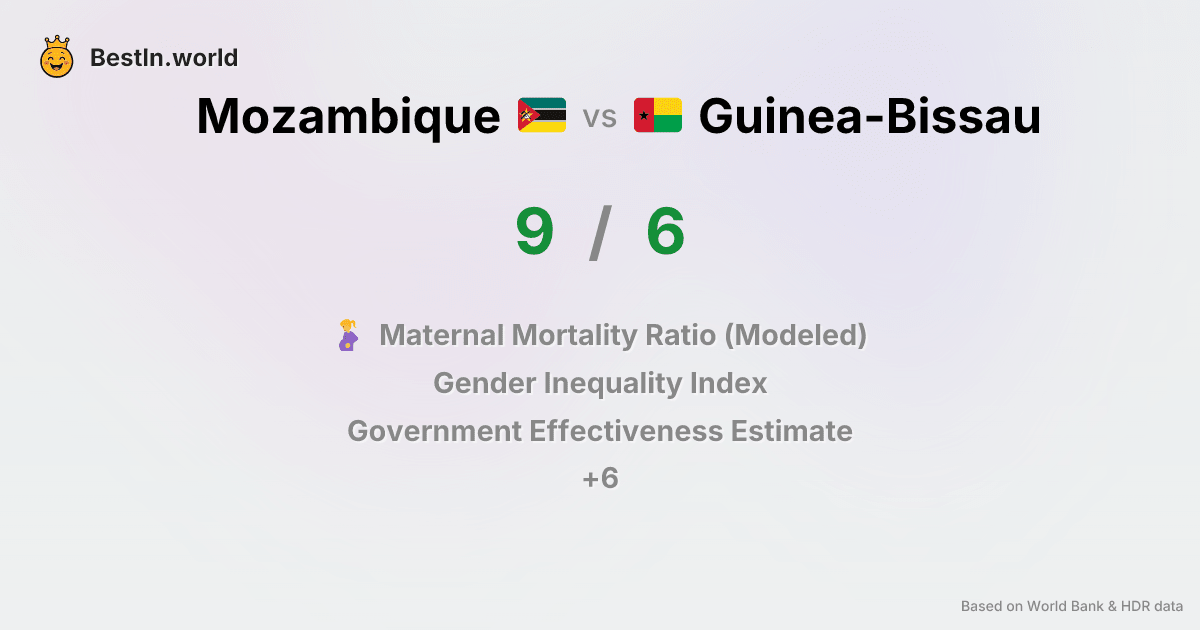 BestIn.world
Mozambique vs Guinea-Bissau
9 / 6
Maternal Mortality Ratio (Modeled)
Gender Inequality Index
Government Effectiveness Estimate
+6
Based on World Bank & HDR data